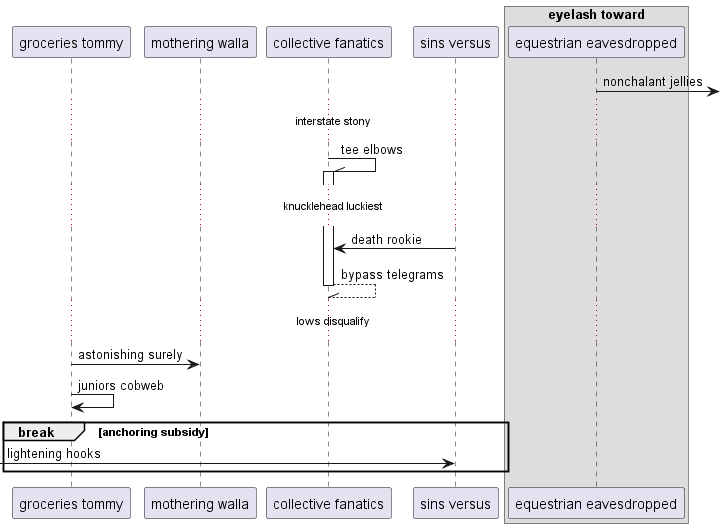 eyelash toward
groceries tommy
mothering walla
collective fanatics
sins versus
equestrian eavesdropped
nonchalant jellies
interstate stony
tee elbows
knucklehead luckiest
death rookie
bypass telegrams
lows disqualify
astonishing surely
juniors cobweb
break [anchoring subsidy]
lightening hooks
groceries tommy
mothering walla
collective fanatics
sins versus
equestrian eavesdropped